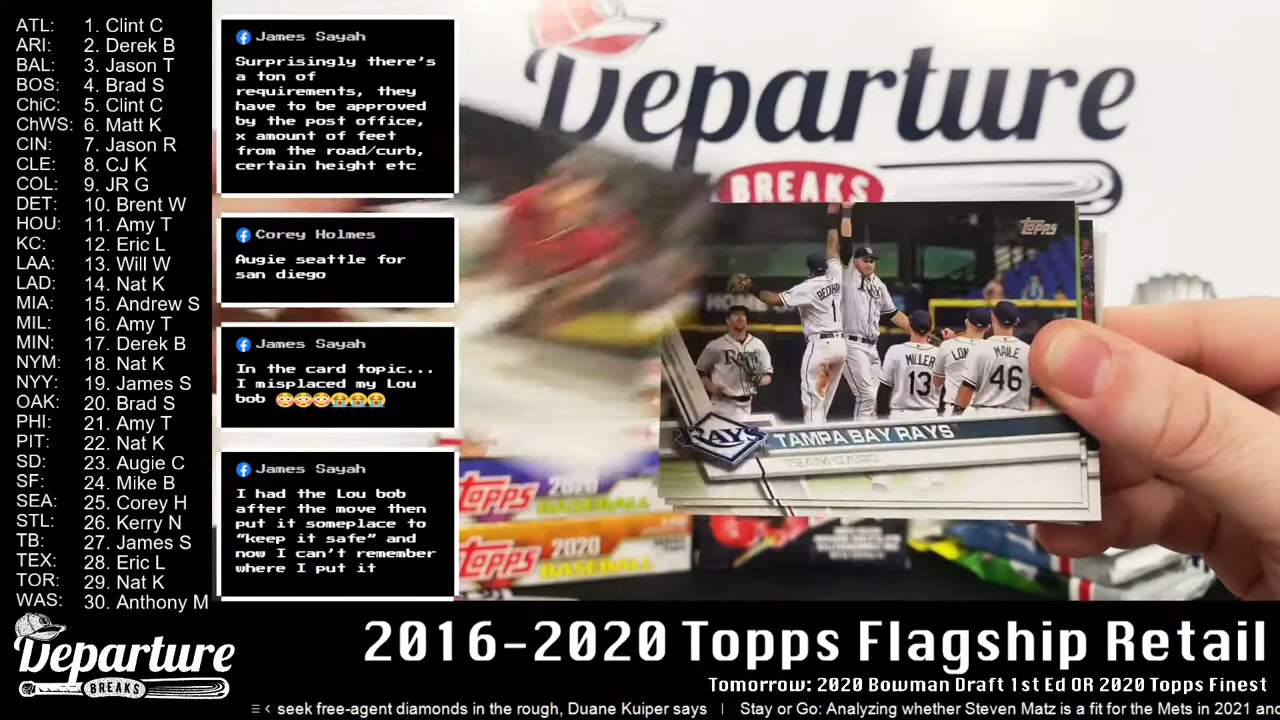 ATL: 1. Clint C
ARI: 2. Derek B
BAL: 3. Jason T
BOS: 4. Brad S
ChiC: 5. Clint C
ChWS: 6. Matt K
CIN: 7. Jason R
CLE: 8. CJ K
COL: 9. JR G
DET: 10. Brent W
HOU: 11. Amy T
KC: 12. Eric L
LAA: 13. Will W
LAD: 14. Nat K
MIA: 15. Andrew S
MIL: 16. Amy T
MIN: 17. Derek B
NYM: 18. Nat K
NYY: 19. James S
OAK: 20. Brad S
PHI: 21. Amy T
PIT: 22. Nat K
SD: 23. Augie C
SF: 24. Mike B
SEA: 25. Corey H
STL: 26. Kerry N
TB: 27. James S
TEX: 28. Eric L
TOR: 29. Nat K
WAS: 30. Anthony M
James Sayah
Surprisingly there's
a ton of
requirements, they
have to be approved
by the post office,
x amount of feet
from the road/curb,
certain height etc
Corey Holmes
Augie seattle for
san diego
James Sayah
In the card topic...
I misplaced my Lou
bob 😳😳😳😭😭😭
James Sayah
I had the Lou bob
after the move then
put it someplace to
"keep it safe" and
now I can't remember
where I put it
Departure
BREAKS
Topps
1
MILLER
13
MAILE
46
RAYS
TAMPA BAY RAYS
TEAM CARD
Topps 2020
BASEBALL
Topps 2020
BASEBALL
Departure
BREAKS
2016-2020 Topps Flagship Retail
Tomorrow: 2020 Bowman Draft 1st Ed OR 2020 Topps Finest
seek free-agent diamonds in the rough, Duane Kuiper says | Stay or Go: Analyzing whether Steven Matz is a fit for the Mets in 2021 and